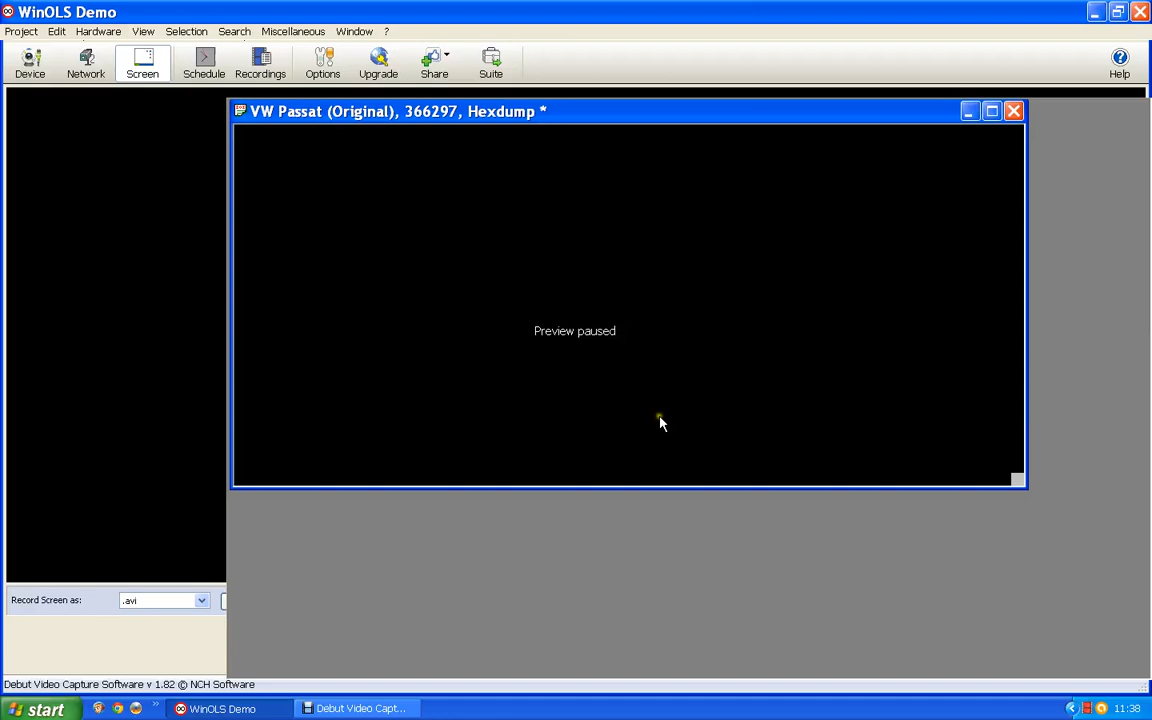 WinOLS Demo
Project Edit Hardware View Selection Search Miscellaneous Window ?
Device Network Screen Schedule Recordings Options Upgrade Share Suite Help
VW Passat (Original), 366297, Hexdump *
Preview paused
Record Screen as: .avi
Debut Video Capture Software v 1.82 © NCH Software
start WinOLS Demo Debut Video Capt... 11:38